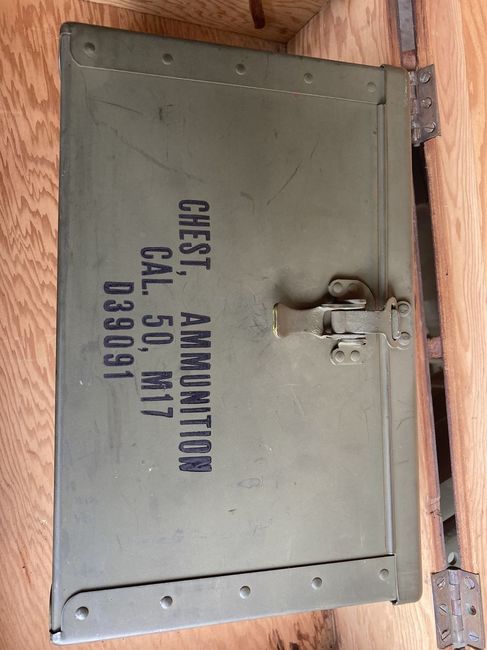 CHEST, AMMUNITION
CAL. 50, M17
D39091